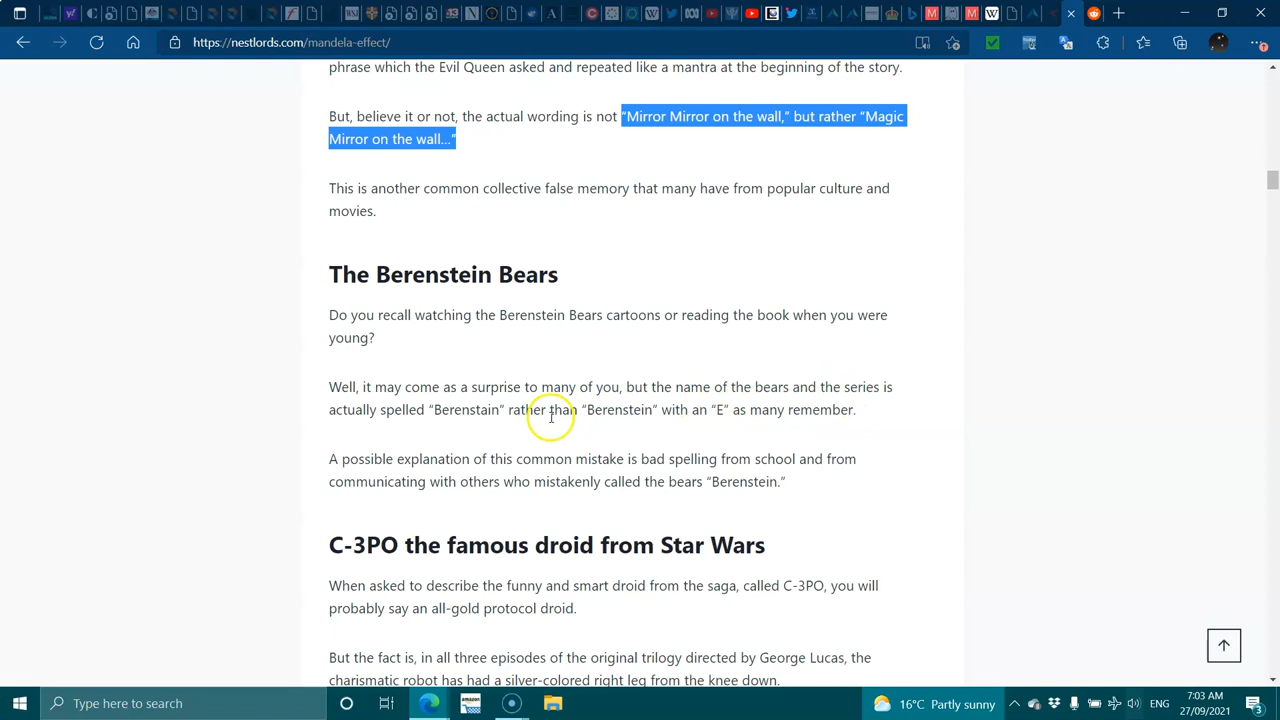 https://nestlords.com/mandela-effect/
phrase which the Evil Queen asked and repeated like a mantra at the beginning of the story.
But, believe it or not, the actual wording is not “Mirror Mirror on the wall,” but rather “Magic
Mirror on the wall…”
This is another common collective false memory that many have from popular culture and
movies.
The Berenstein Bears
Do you recall watching the Berenstein Bears cartoons or reading the book when you were
young?
Well, it may come as a surprise to many of you, but the name of the bears and the series is
actually spelled “Berenstain” rather than “Berenstein” with an “E” as many remember.
A possible explanation of this common mistake is bad spelling from school and from
communicating with others who mistakenly called the bears “Berenstein.”
C-3PO the famous droid from Star Wars
When asked to describe the funny and smart droid from the saga, called C-3PO, you will
probably say an all-gold protocol droid.
But the fact is, in all three episodes of the original trilogy directed by George Lucas, the
charismatic robot has had a silver-colored right leg from the knee down.
Type here to search
amazon
16°C Partly sunny
ENG
7:03 AM
27/09/2021
3